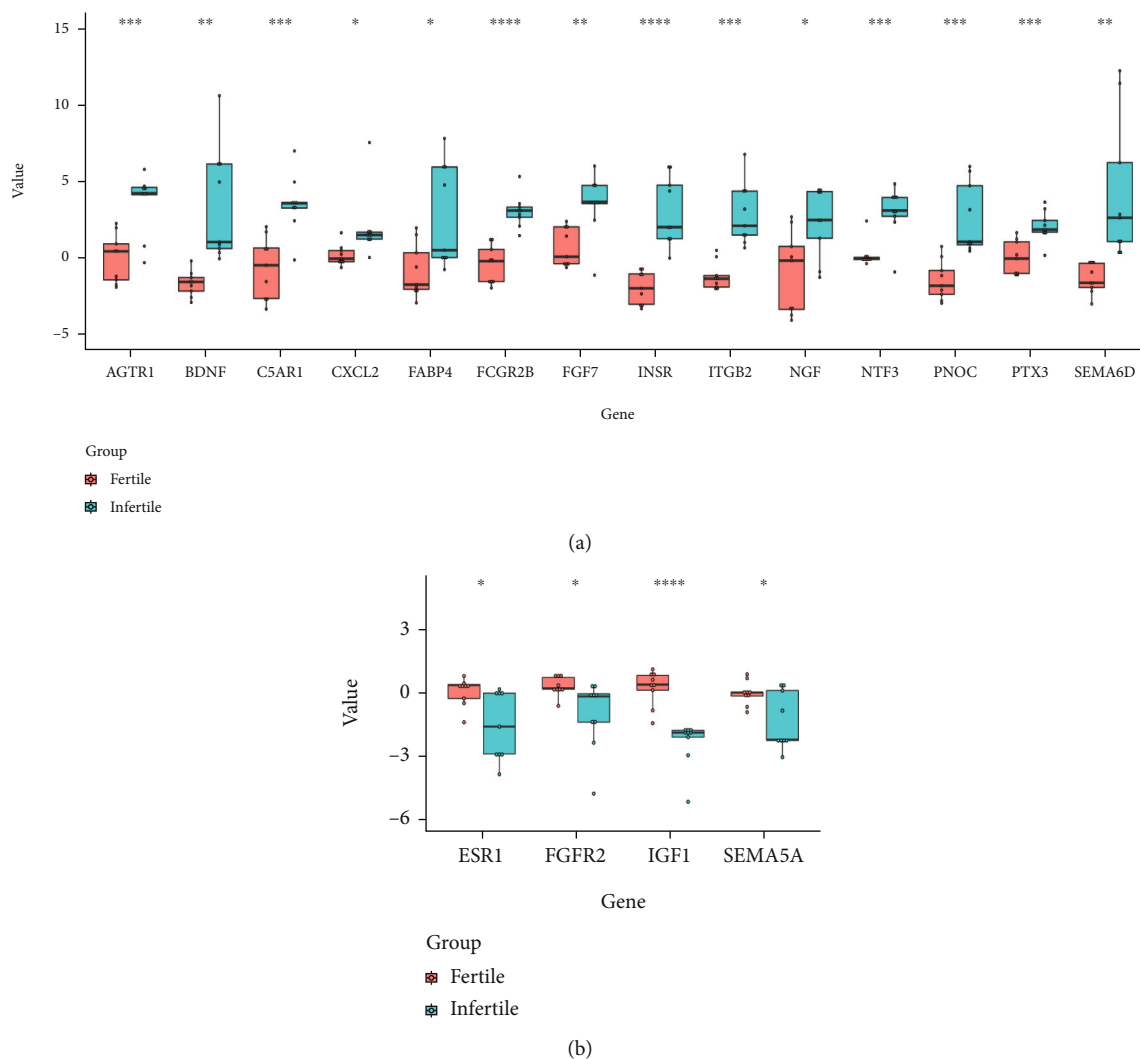 *** ** *** * * **** ** **** *** * *** *** *** **
15
10
5
0
−5
Value
AGTR1 BDNF C5AR1 CXCL2 FABP4 FCGR2B FGF7 INSR ITGB2 NGF NTF3 PNOC PTX3 SEMA6D
Gene
Group
Fertile
Infertile
(a)
* * **** *
3
0
−3
−6
Value
ESR1 FGFR2 IGF1 SEMA5A
Gene
Group
Fertile
Infertile
(b)